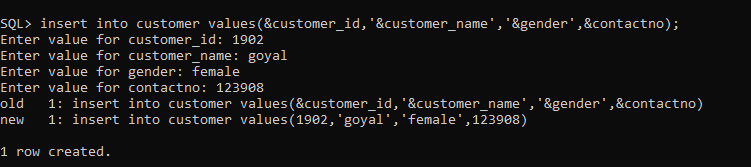 SQL> insert into customer values(&customer_id,'&customer_name','&gender',&contactno);
Enter value for customer_id: 1902
Enter value for customer_name: goyal
Enter value for gender: female
Enter value for contactno: 123908
old   1: insert into customer values(&customer_id,'&customer_name','&gender',&contactno)
new   1: insert into customer values(1902,'goyal','female',123908)
1 row created.